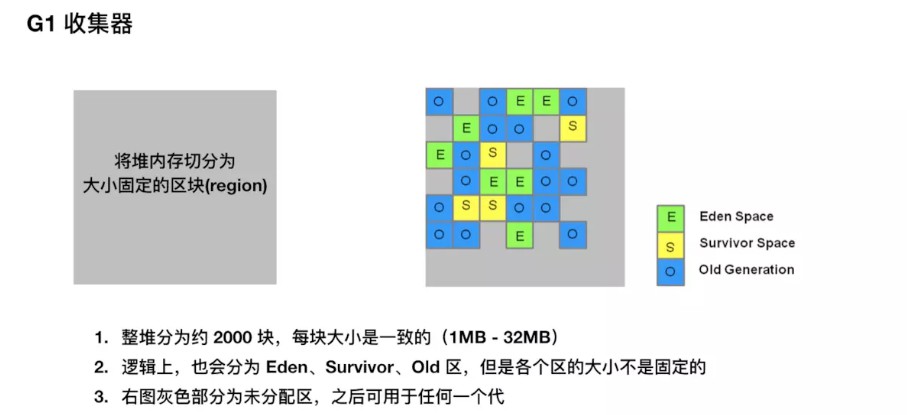 G1 收集器
将堆内存切分为
大小固定的区块(region)
O O E E O
E O O S
E O S O
O E E O O
O S S O O
O O E O
E Eden Space
S Survivor Space
O Old Generation
1. 整堆分为约 2000 块，每块大小是一致的（1MB - 32MB）
2. 逻辑上，也会分为 Eden、Survivor、Old 区，但是各个区的大小不是固定的
3. 右图灰色部分为未分配区，之后可用于任何一个代